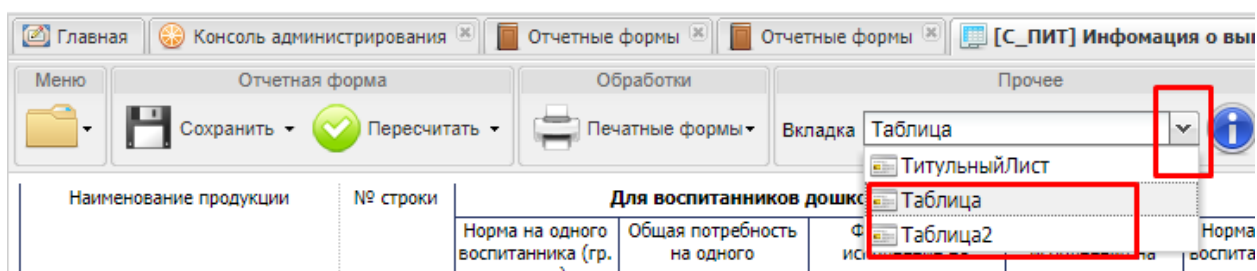 Главная Консоль администрирования Отчетные формы Отчетные формы [С_ПИТ] Инфомация о вы
Меню Отчетная форма Обработки Прочее
Сохранить Пересчитать Печатные формы Вкладка Таблица
ТитульныйЛист
Таблица
Таблица2
Наименование продукции № строки Для воспитанников дошк
Норма на одного Общая потребность Норма
воспитанника (гр. на одного воспита